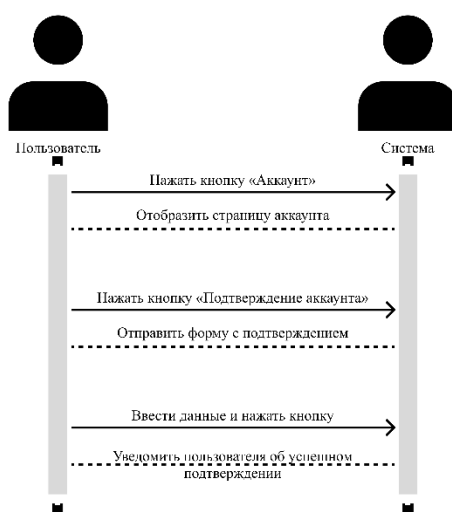 Пользователь
Система
Нажать кнопку «Аккаунт»
Отобразить страницу аккаунта
Нажать кнопку «Подтверждение аккаунта»
Отправить форму с подтверждением
Ввести данные и нажать кнопку
Уведомить пользователя об успешном
подтверждении